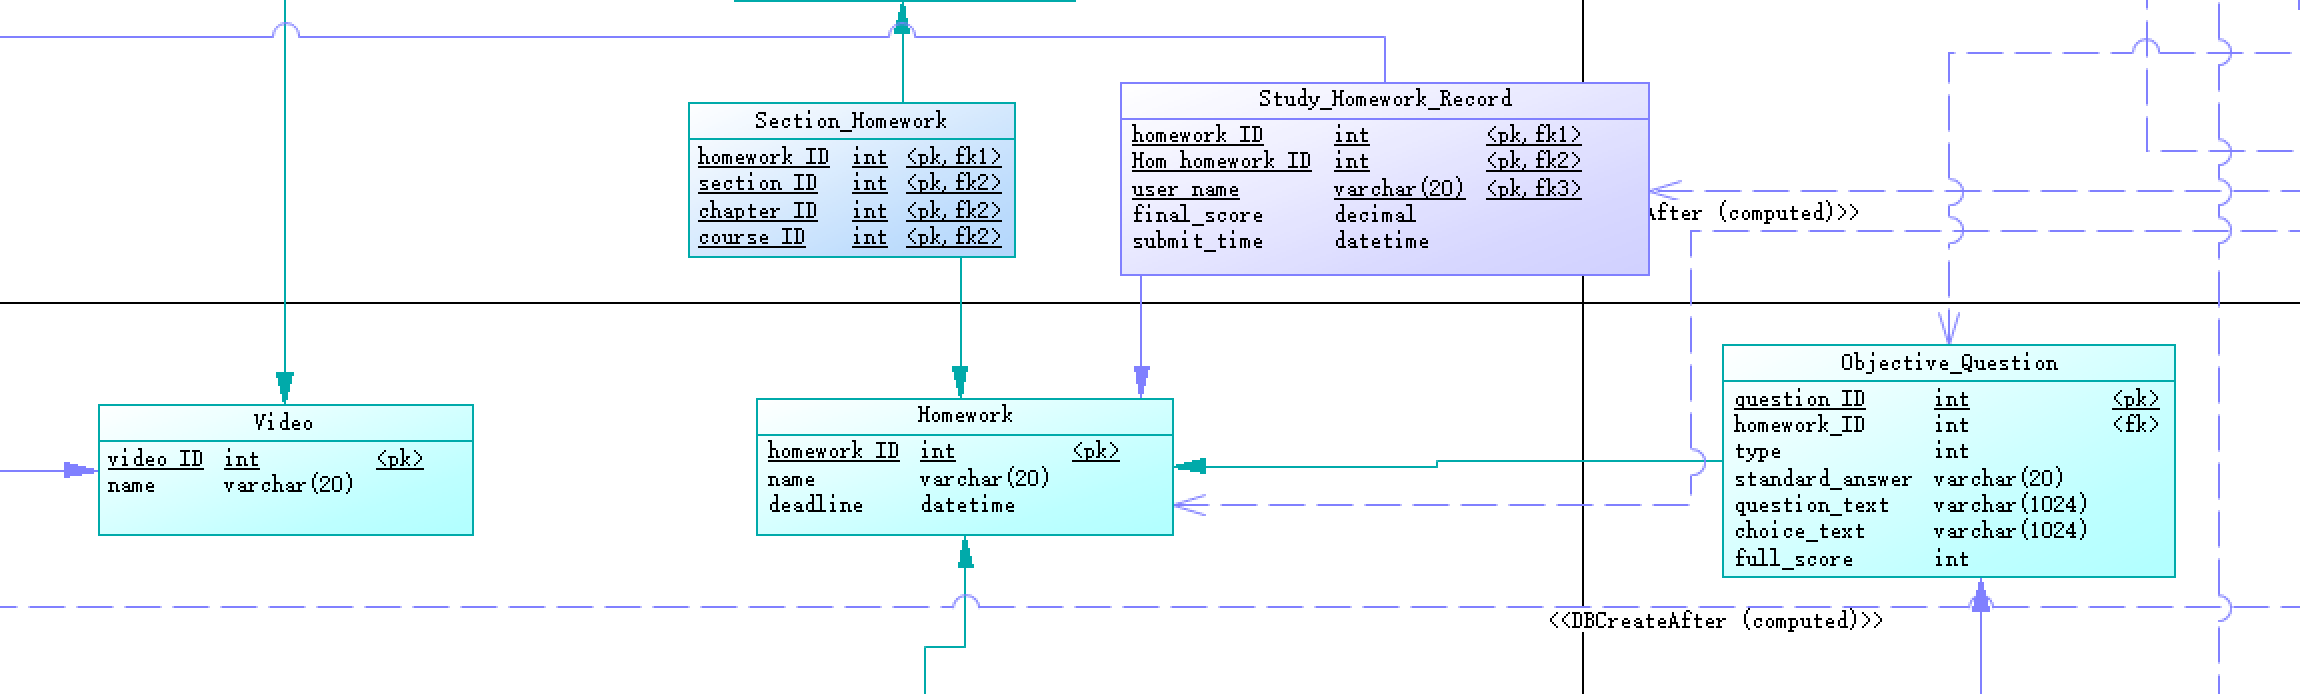 Study_Homework_Record
homework_ID int <pk,fk1>
Hom_homework_ID int <pk,fk2>
user_name varchar(20) <pk,fk3>
final_score decimal
submit_time datetime
Section_Homework
homework_ID int <pk,fk1>
section_ID int <pk,fk2>
chapter_ID int <pk,fk2>
course_ID int <pk,fk2>
After (computed)>>
Objective_Question
question_ID int <pk>
homework_ID int <fk>
type int
standard_answer varchar(20)
question_text varchar(1024)
choice_text varchar(1024)
full_score int
Video
video_ID int <pk>
name varchar(20)
Homework
homework_ID int <pk>
name varchar(20)
deadline datetime
<<DBCreateAfter (computed)>>